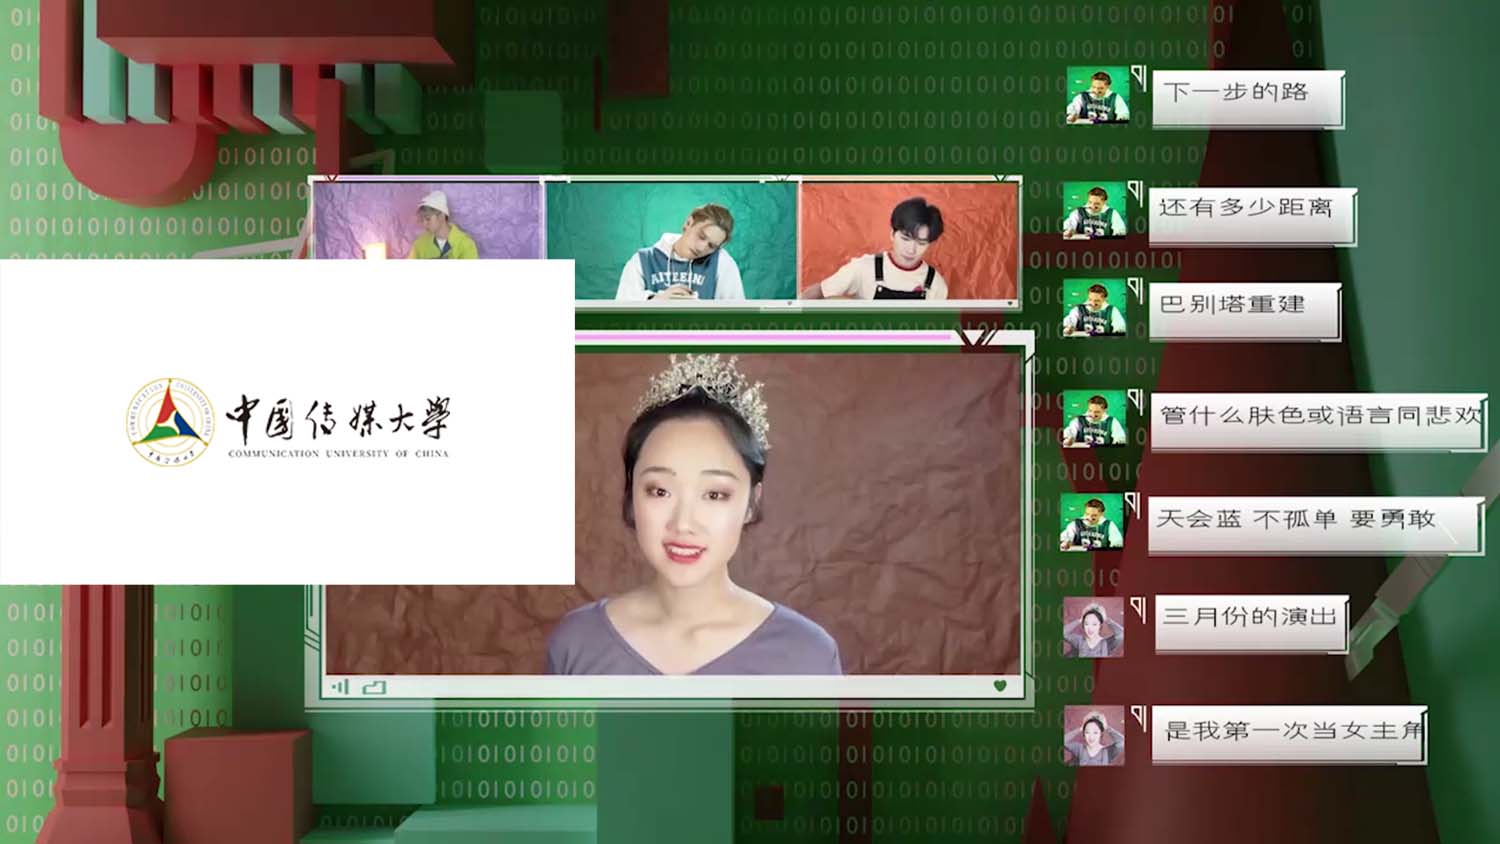 下一步的路
还有多少距离
巴别塔重建
管什么肤色或语言同悲欢
天会蓝 不孤单 要勇敢
三月份的演出
是我第一次当女主角
中国传媒大学
COMMUNICATION UNIVERSITY OF CHINA